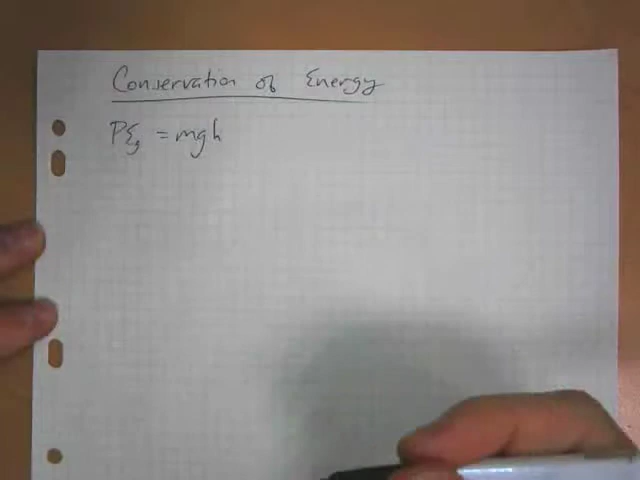 Conservation of Energy
PEg = mgh